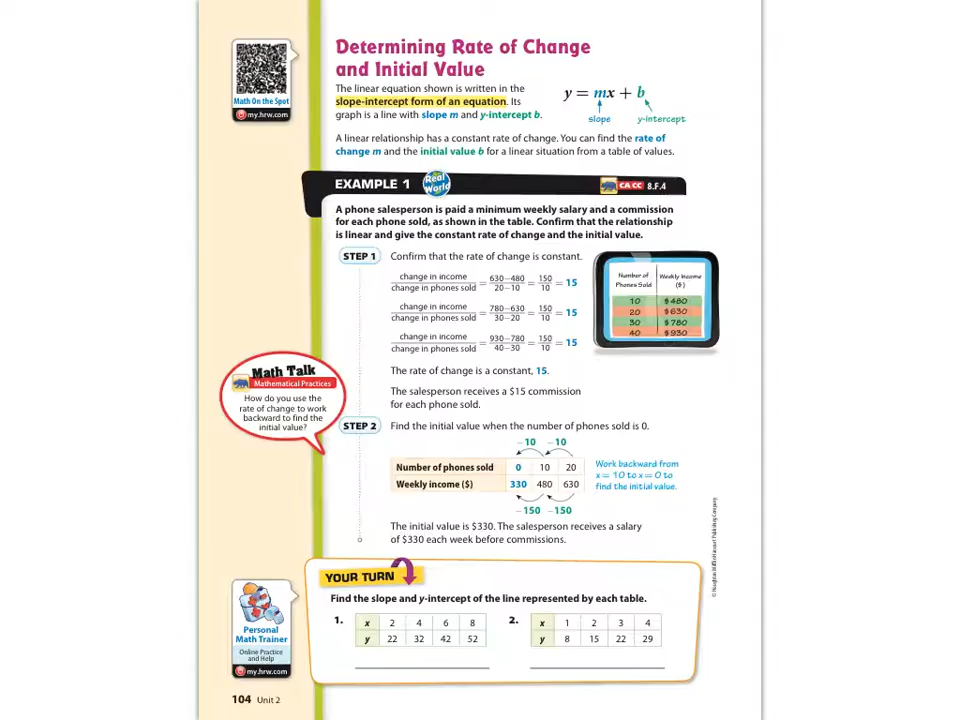 Determining Rate of Change
and Initial Value
The linear equation shown is written in the
slope-intercept form of an equation. Its
graph is a line with slope m and y-intercept b.
y = mx + b
slope
y-intercept
Math On the Spot
my.hrw.com
A linear relationship has a constant rate of change. You can find the rate of
change m and the initial value b for a linear situation from a table of values.
EXAMPLE 1 Real World CA CC 8.F.4
A phone salesperson is paid a minimum weekly salary and a commission
for each phone sold, as shown in the table. Confirm that the relationship
is linear and give the constant rate of change and the initial value.
STEP 1 Confirm that the rate of change is constant.
change in income / change in phones sold = 630−480 / 20−10 = 150 / 10 = 15
change in income / change in phones sold = 780−630 / 30−20 = 150 / 10 = 15
change in income / change in phones sold = 930−780 / 40−30 = 150 / 10 = 15
Number of Phones Sold Weekly Income ($)
10 $480
20 $630
30 $780
40 $930
The rate of change is a constant, 15.
The salesperson receives a $15 commission
for each phone sold.
Math Talk
Mathematical Practices
How do you use the
rate of change to work
backward to find the
initial value?
STEP 2 Find the initial value when the number of phones sold is 0.
−10 −10
Number of phones sold 0 10 20
Weekly income ($) 330 480 630
−150 −150
Work backward from
x = 10 to x = 0 to
find the initial value.
The initial value is $330. The salesperson receives a salary
of $330 each week before commissions.
© Houghton Mifflin Harcourt Publishing Company
YOUR TURN
Find the slope and y-intercept of the line represented by each table.
1. x 2 4 6 8
y 22 32 42 52
2. x 1 2 3 4
y 8 15 22 29
Personal
Math Trainer
Online Practice
and Help
my.hrw.com
104 Unit 2